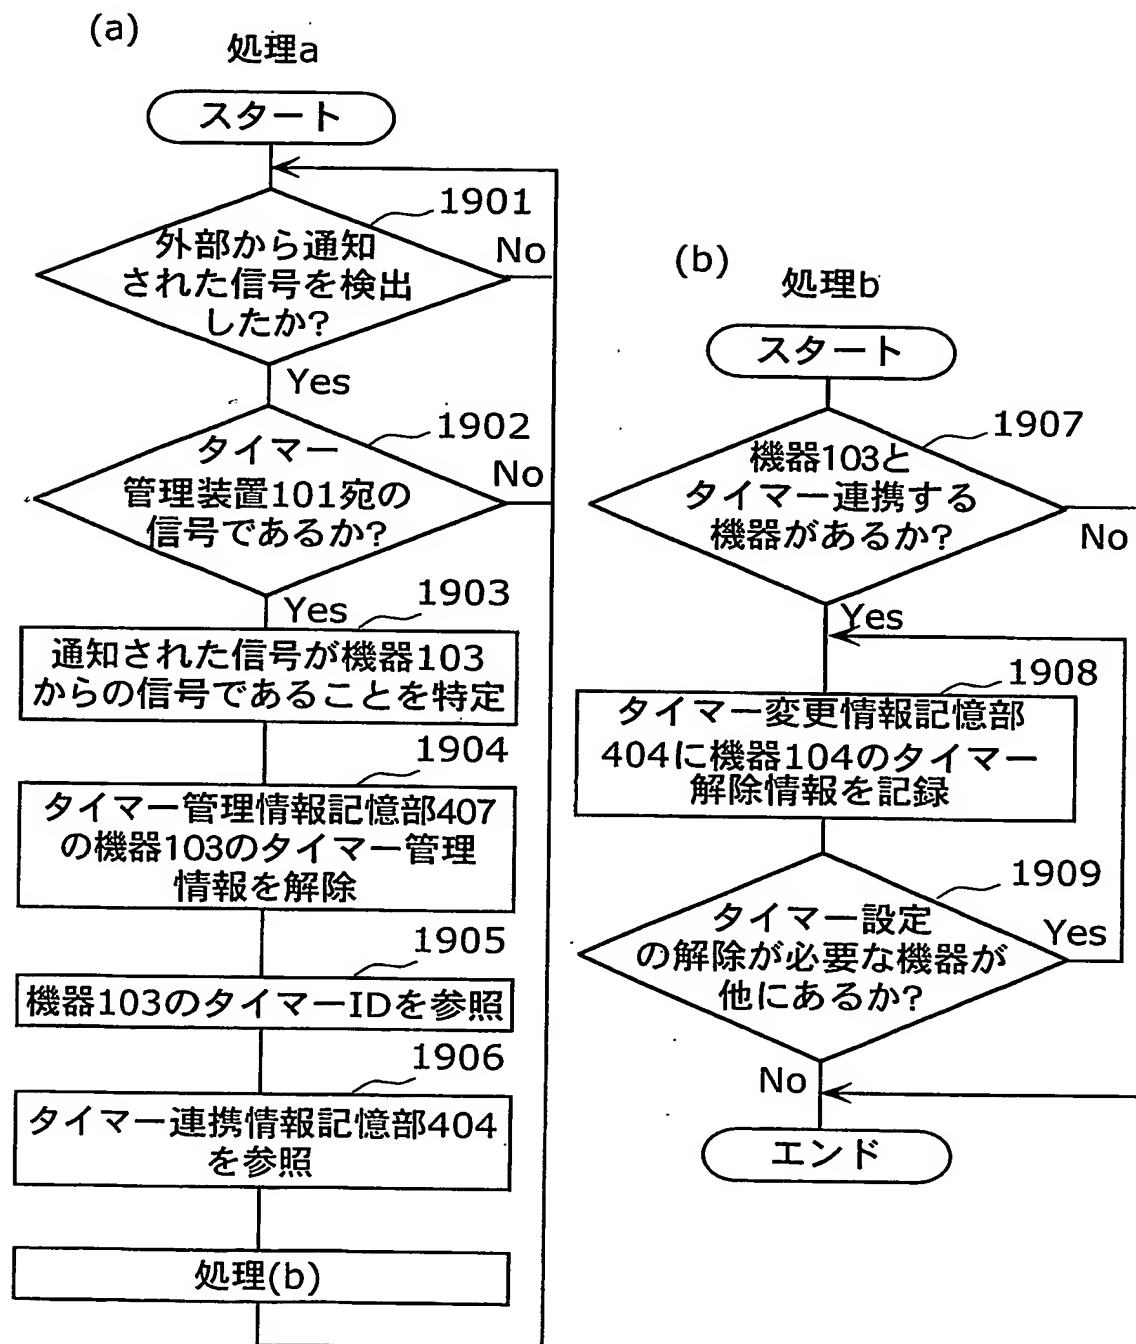 (a)
処理a
スタート
1901
外部から通知
された信号を検出
したか?
No
Yes
1902
タイマー
管理装置101宛の
信号であるか?
No
Yes
1903
通知された信号が機器103
からの信号であることを特定
1904
タイマー管理情報記憶部407
の機器103のタイマー管理
情報を解除
1905
機器103のタイマーIDを参照
1906
タイマー連携情報記憶部404
を参照
処理(b)
(b)
処理b
スタート
1907
機器103と
タイマー連携する
機器があるか?
No
Yes
1908
タイマー変更情報記憶部
404に機器104のタイマー
解除情報を記録
1909
タイマー設定
の解除が必要な機器が
他にあるか?
Yes
No
エンド